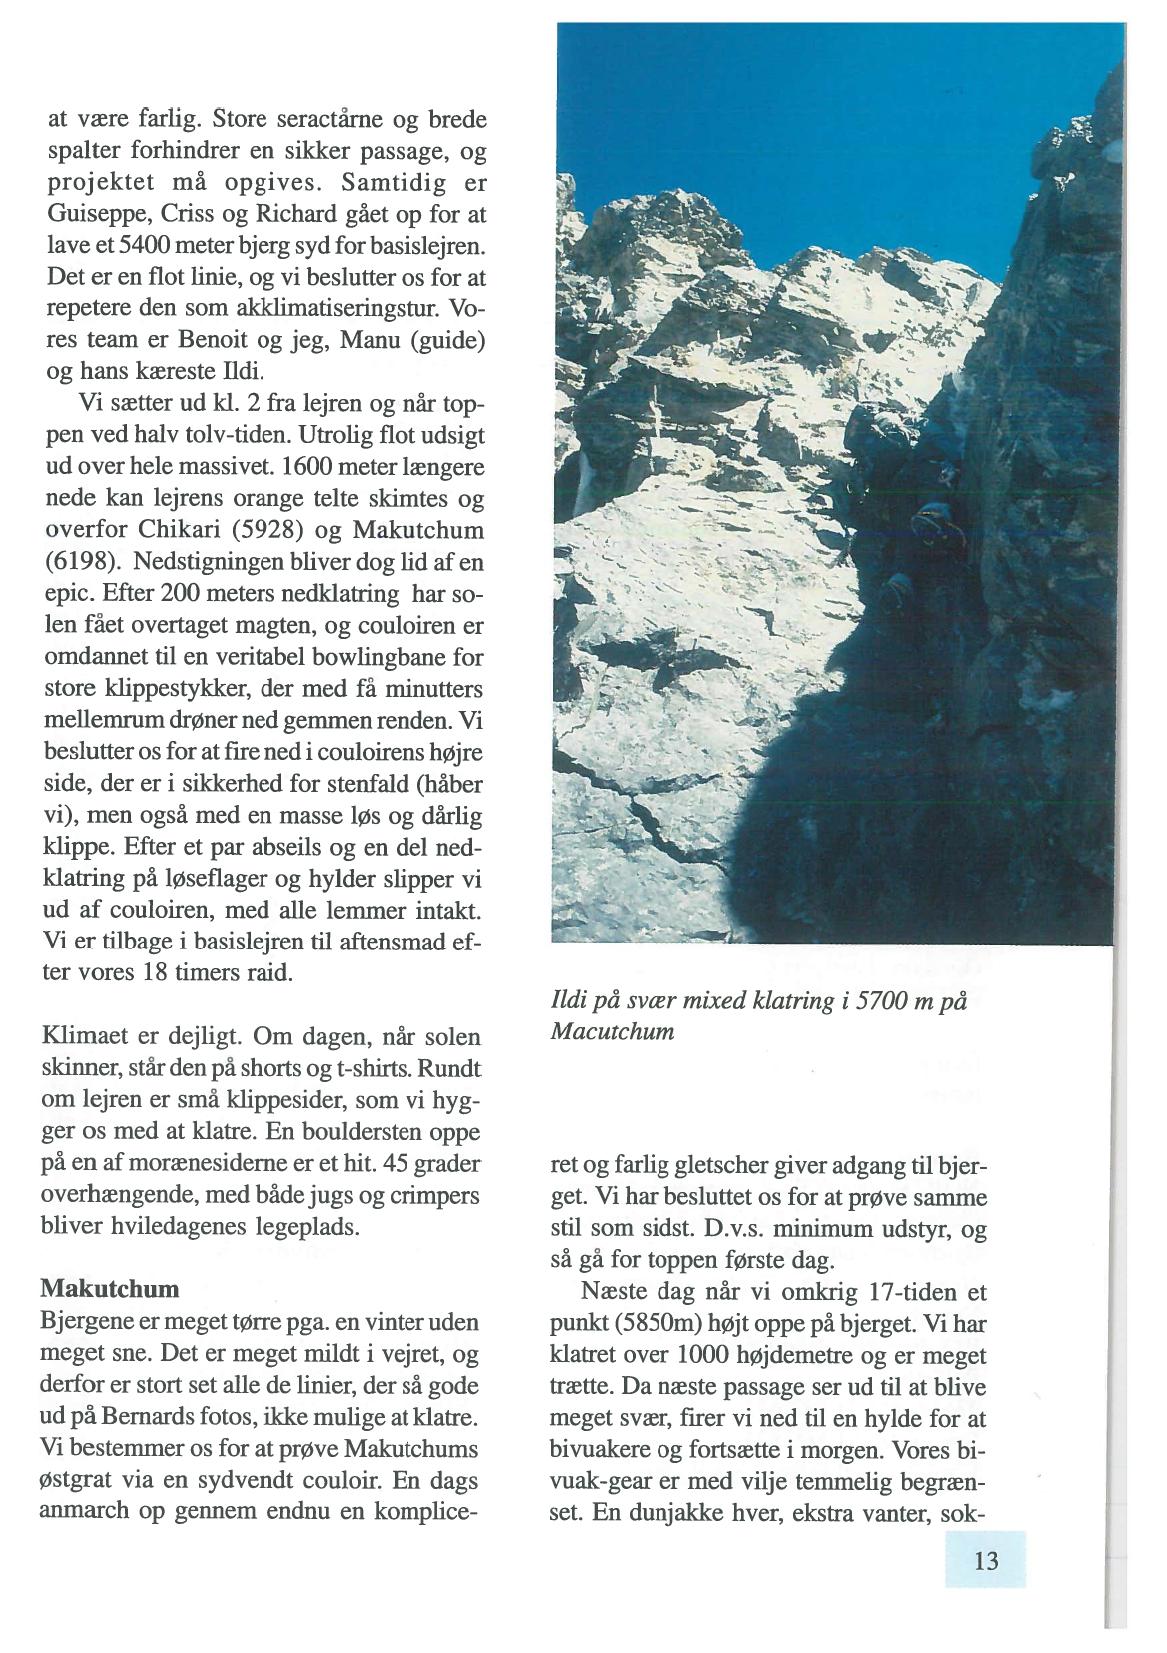 at være farlig. Store seractårne og brede
spalter forhindrer en sikker passage, og
projektet må opgives. Samtidig er
Guiseppe, Criss og Richard gået op for at
lave et 5400 meter bjerg syd for basislejren.
Det er en flot linie, og vi beslutter os for at
repetere den som akklimatiseringstur. Vo-
res team er Benoit og jeg, Manu (guide)
og hans kæreste Ildi.
Vi sætter ud kl. 2 fra lejren og når top-
pen ved halv tolv-tiden. Utrolig flot udsigt
ud over hele massivet. 1600 meter længere
nede kan lejrens orange telte skimtes og
overfor Chikari (5928) og Makutchum
(6198). Nedstigningen bliver dog lid af en
epic. Efter 200 meters nedklatring har so-
len fået overtaget magten, og couloiren er
omdannet til en veritabel bowlingbane for
store klippestykker, der med få minutters
mellemrum drøner ned gemmen renden. Vi
beslutter os for at fire ned i couloirens højre
side, der er i sikkerhed for stenfald (håber
vi), men også med en masse løs og dårlig
klippe. Efter et par abseils og en del ned-
klatring på løseflager og hylder slipper vi
ud af couloiren, med alle lemmer intakt.
Vi er tilbage i basislejren til aftensmad ef-
ter vores 18 timers raid.
Klimaet er dejligt. Om dagen, når solen
skinner, står den på shorts og t-shirts. Rundt
om lejren er små klippesider, som vi hyg-
ger os med at klatre. En bouldersten oppe
på en af morænesiderne er et hit. 45 grader
overhængende, med både jugs og crimpers
bliver hviledagenes legeplads.
Makutchum
Bjergene er meget tørre pga. en vinter uden
meget sne. Det er meget mildt i vejret, og
derfor er stort set alle de linier, der så gode
ud på Bernards fotos, ikke mulige at klatre.
Vi bestemmer os for at prøve Makutchums
østgrat via en sydvendt couloir. En dags
anmarch op gennem endnu en komplice-
Ildi på svær mixed klatring i 5700 m på
Macutchum
ret og farlig gletscher giver adgang til bjer-
get. Vi har besluttet os for at prøve samme
stil som sidst. D.v.s. minimum udstyr, og
så gå for toppen første dag.
Næste dag når vi omkrig 17-tiden et
punkt (5850m) højt oppe på bjerget. Vi har
klatret over 1000 højdemetre og er meget
trætte. Da næste passage ser ud til at blive
meget svær, firer vi ned til en hylde for at
bivuakere og fortsætte i morgen. Vores bi-
vuak-gear er med vilje temmelig begræn-
set. En dunjakke hver, ekstra vanter, sok-
13